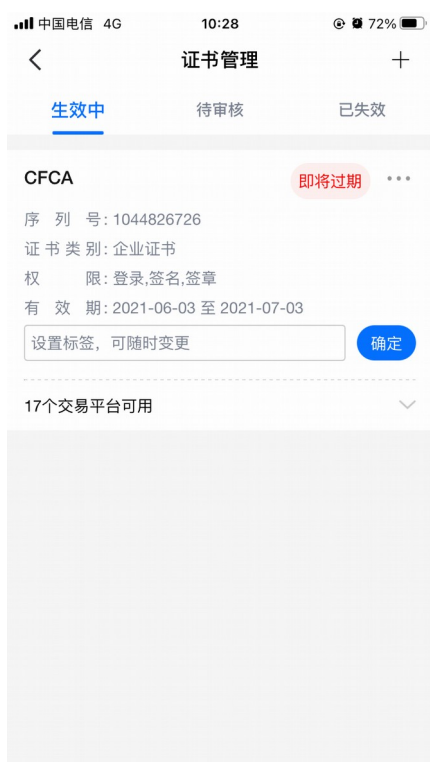 中国电信 4G 10:28 72%
证书管理
生效中 待审核 已失效
CFCA 即将过期
序列号:1044826726
证书类别:企业证书
权限:登录,签名,签章
有效期:2021-06-03 至 2021-07-03
设置标签，可随时变更 确定
17个交易平台可用